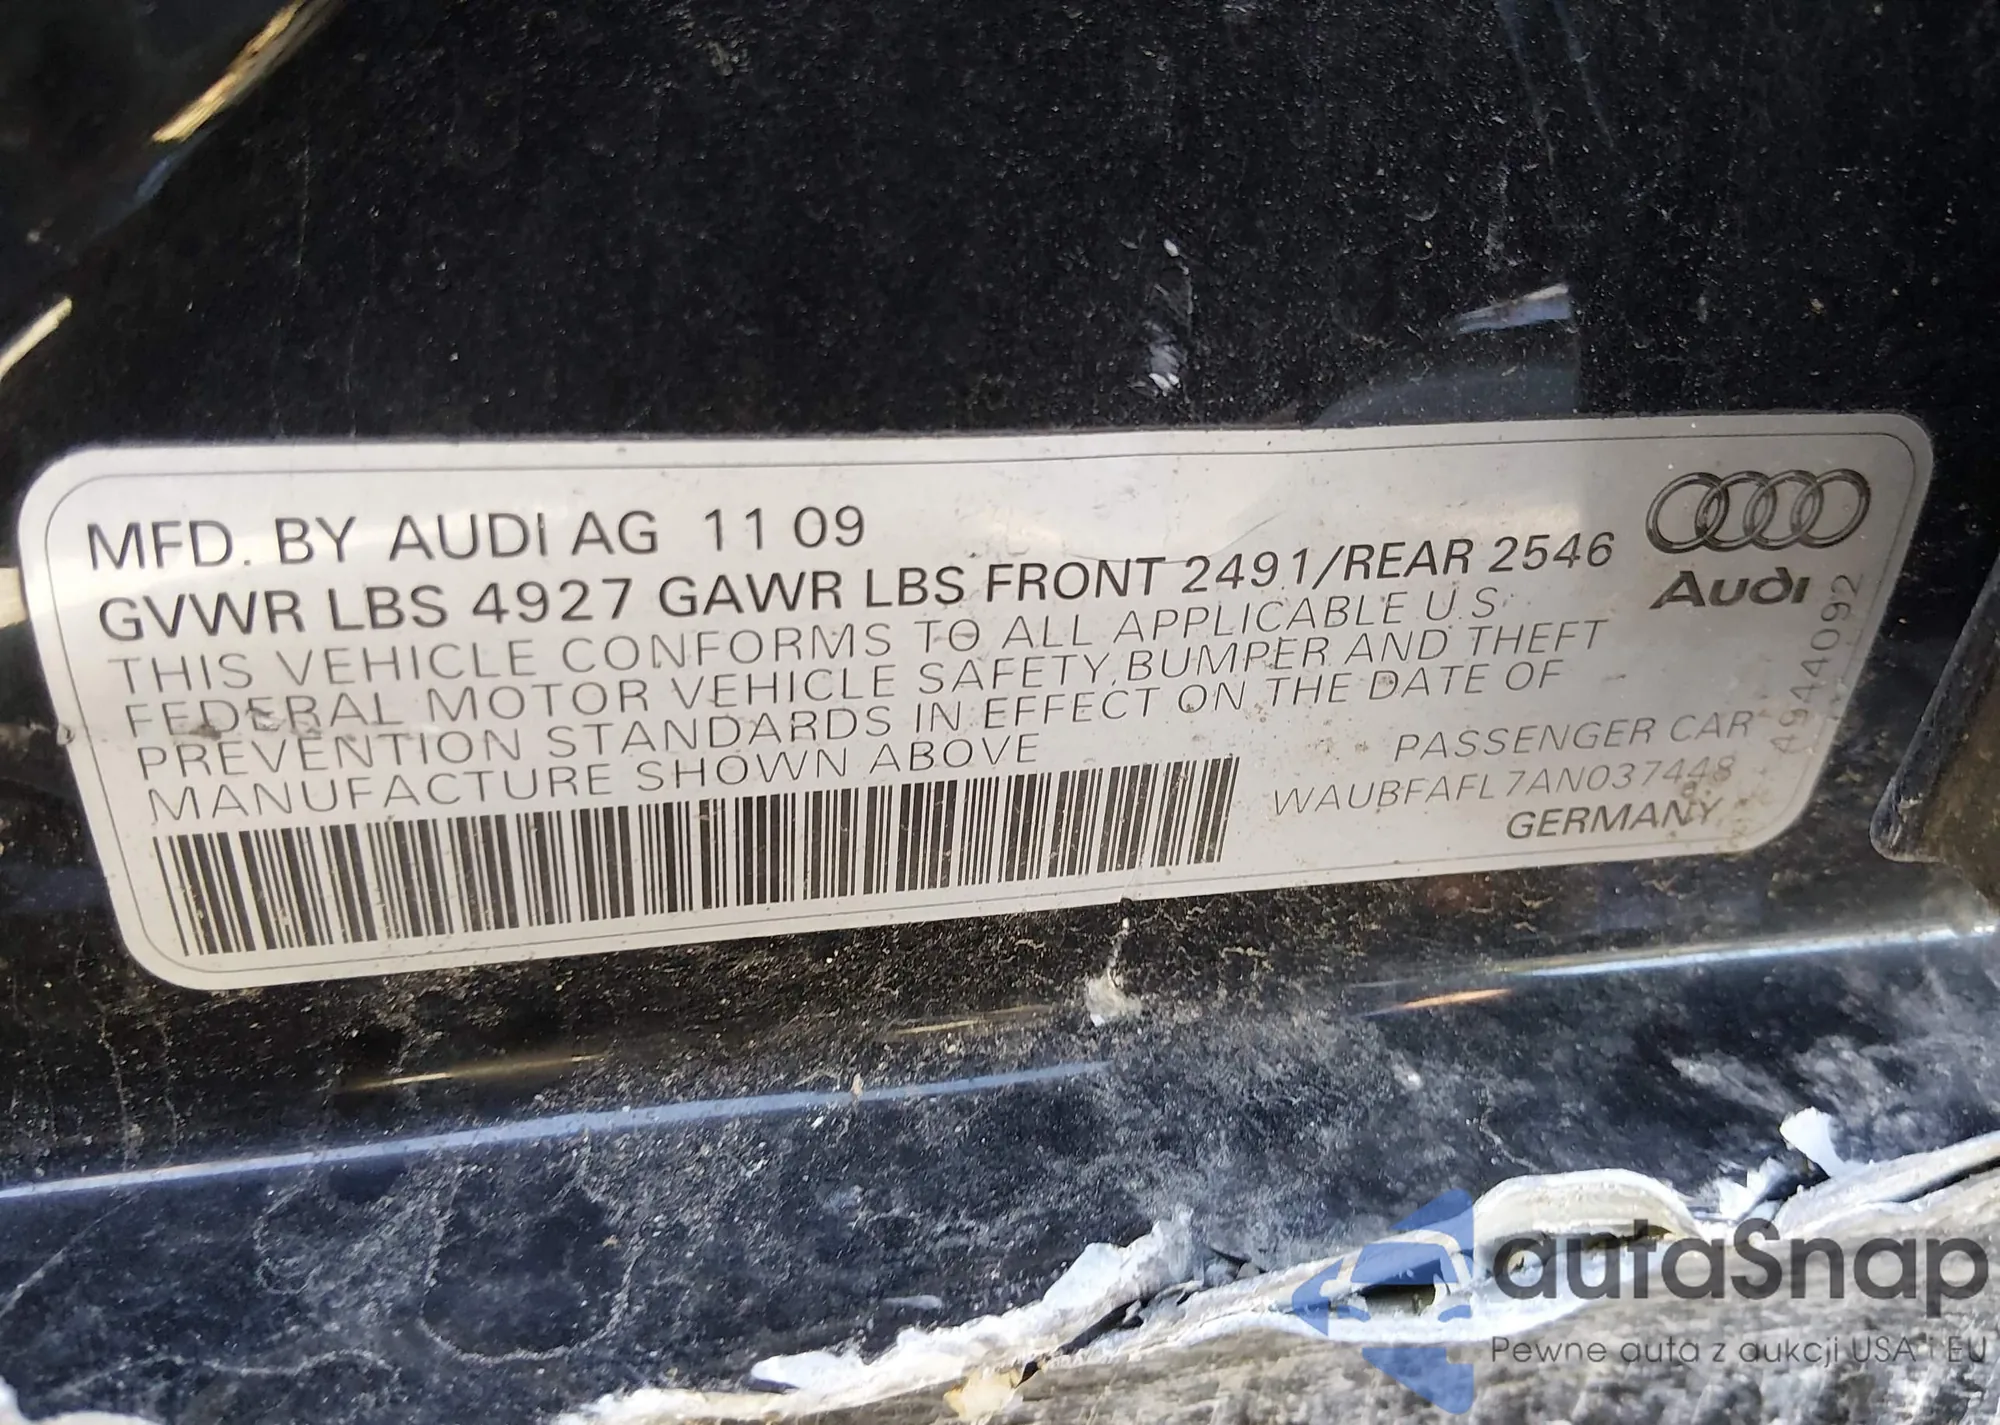 MFD. BY AUDI AG 11 09
GVWR LBS 4927 GAWR LBS FRONT 2491/REAR 2546
THIS VEHICLE CONFORMS TO ALL APPLICABLE U.S.
FEDERAL MOTOR VEHICLE SAFETY, BUMPER AND THEFT
PREVENTION STANDARDS IN EFFECT ON THE DATE OF
MANUFACTURE SHOWN ABOVE
PASSENGER CAR
WAUBFAFL7AN037448
GERMANY
Audi
4944092
autaSnap
Pewne auta z aukcji USA i EU